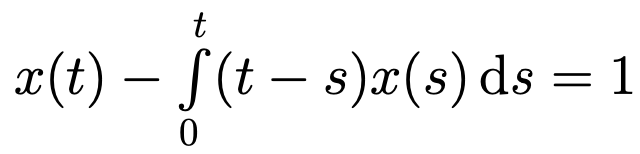 x(t) − ∫₀ᵗ (t − s)x(s) ds = 1